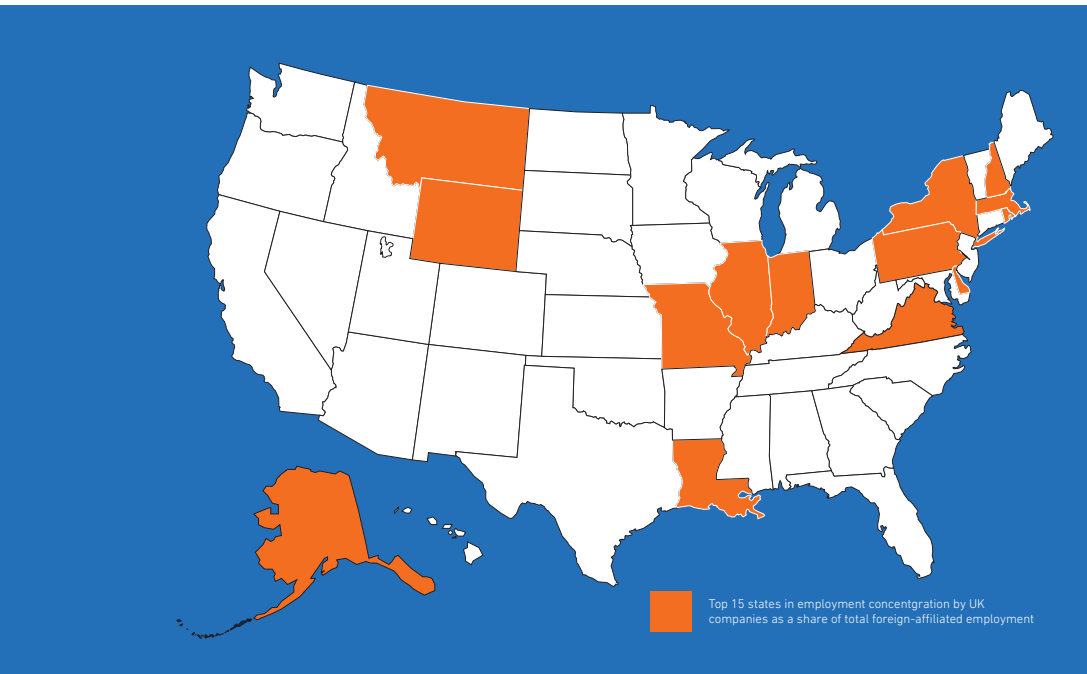 Top 15 states in employment concentgration by UK
companies as a share of total foreign-affiliated employment